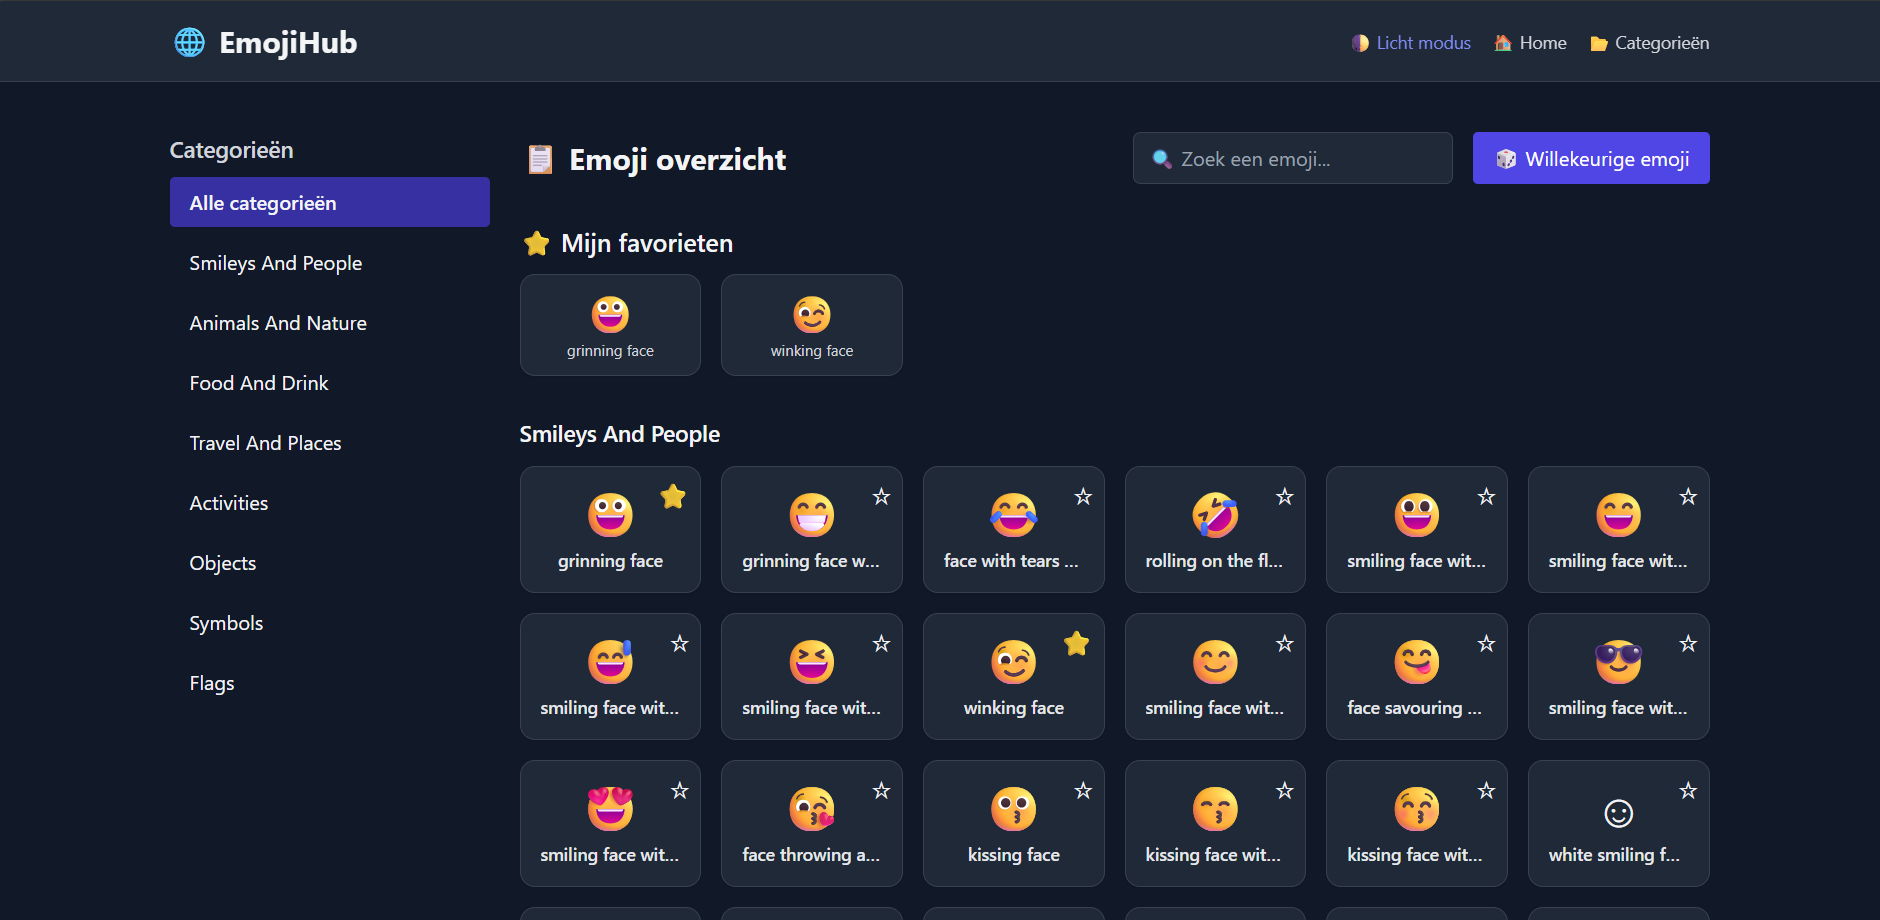 EmojiHub
Licht modus
Home
Categorieën
Categorieën
Alle categorieën
Smileys And People
Animals And Nature
Food And Drink
Travel And Places
Activities
Objects
Symbols
Flags
Emoji overzicht
Zoek een emoji...
Willekeurige emoji
Mijn favorieten
grinning face
winking face
Smileys And People
grinning face
grinning face w...
face with tears ...
rolling on the fl...
smiling face wit...
smiling face wit...
smiling face wit...
smiling face wit...
winking face
smiling face wit...
face savouring ...
smiling face wit...
smiling face wit...
face throwing a...
kissing face
kissing face wit...
kissing face wit...
white smiling f...